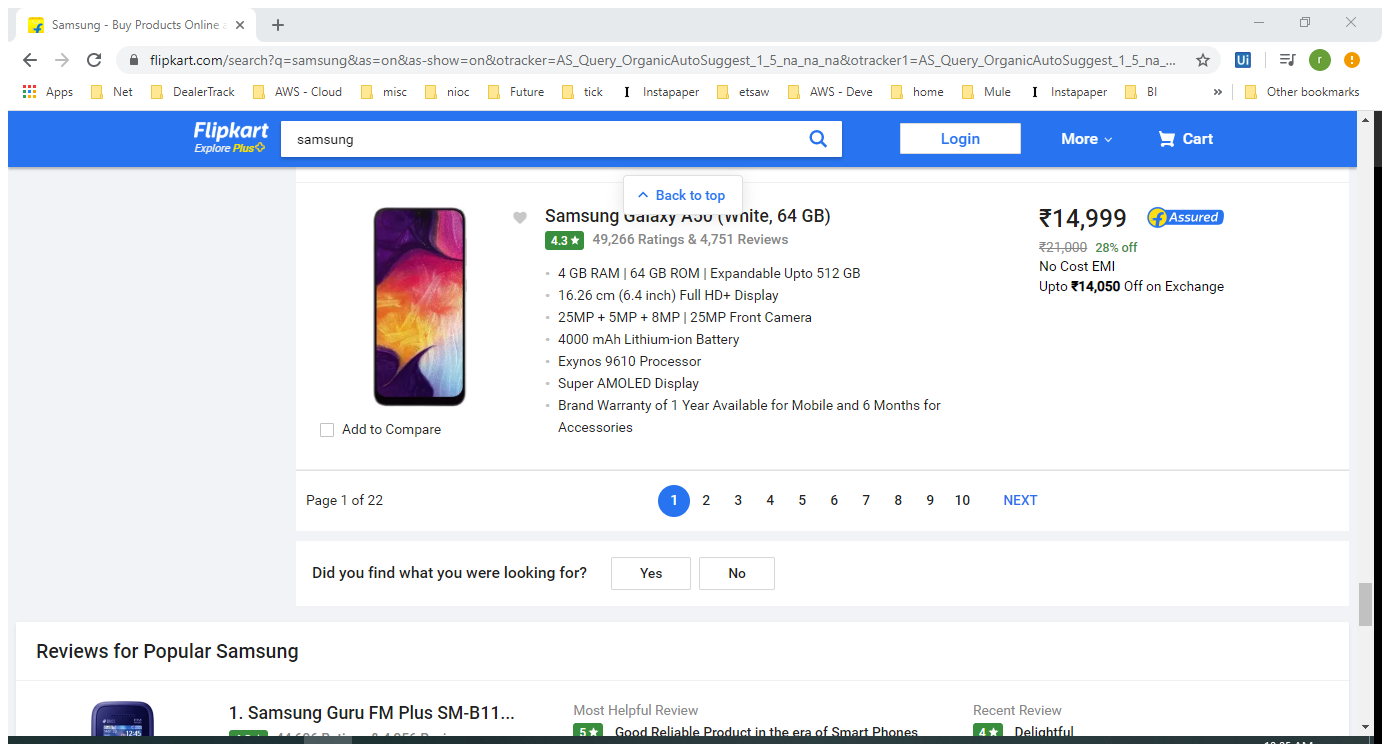 Samsung - Buy Products Online
flipkart.com/search?q=samsung&as=on&as-show=on&otracker=AS_Query_OrganicAutoSuggest_1_5_na_na_na&otracker1=AS_Query_OrganicAutoSuggest_1_5_na_...
Ui
r
Apps Net DealerTrack AWS - Cloud misc nioc Future tick Instapaper etsaw AWS - Deve home Mule Instapaper BI » Other bookmarks
Flipkart
Explore Plus
samsung
Login
More
Cart
Back to top
Samsung Galaxy A50 (White, 64 GB)
4.3★ 49,266 Ratings & 4,751 Reviews
4 GB RAM | 64 GB ROM | Expandable Upto 512 GB
16.26 cm (6.4 inch) Full HD+ Display
25MP + 5MP + 8MP | 25MP Front Camera
4000 mAh Lithium-ion Battery
Exynos 9610 Processor
Super AMOLED Display
Brand Warranty of 1 Year Available for Mobile and 6 Months for
Accessories
₹14,999 Assured
₹21,000 28% off
No Cost EMI
Upto ₹14,050 Off on Exchange
Add to Compare
Page 1 of 22
1 2 3 4 5 6 7 8 9 10 NEXT
Did you find what you were looking for? Yes No
Reviews for Popular Samsung
1. Samsung Guru FM Plus SM-B11...
Most Helpful Review
5★ Good Reliable Product in the era of Smart Phones
Recent Review
4★ Delightful
12:45